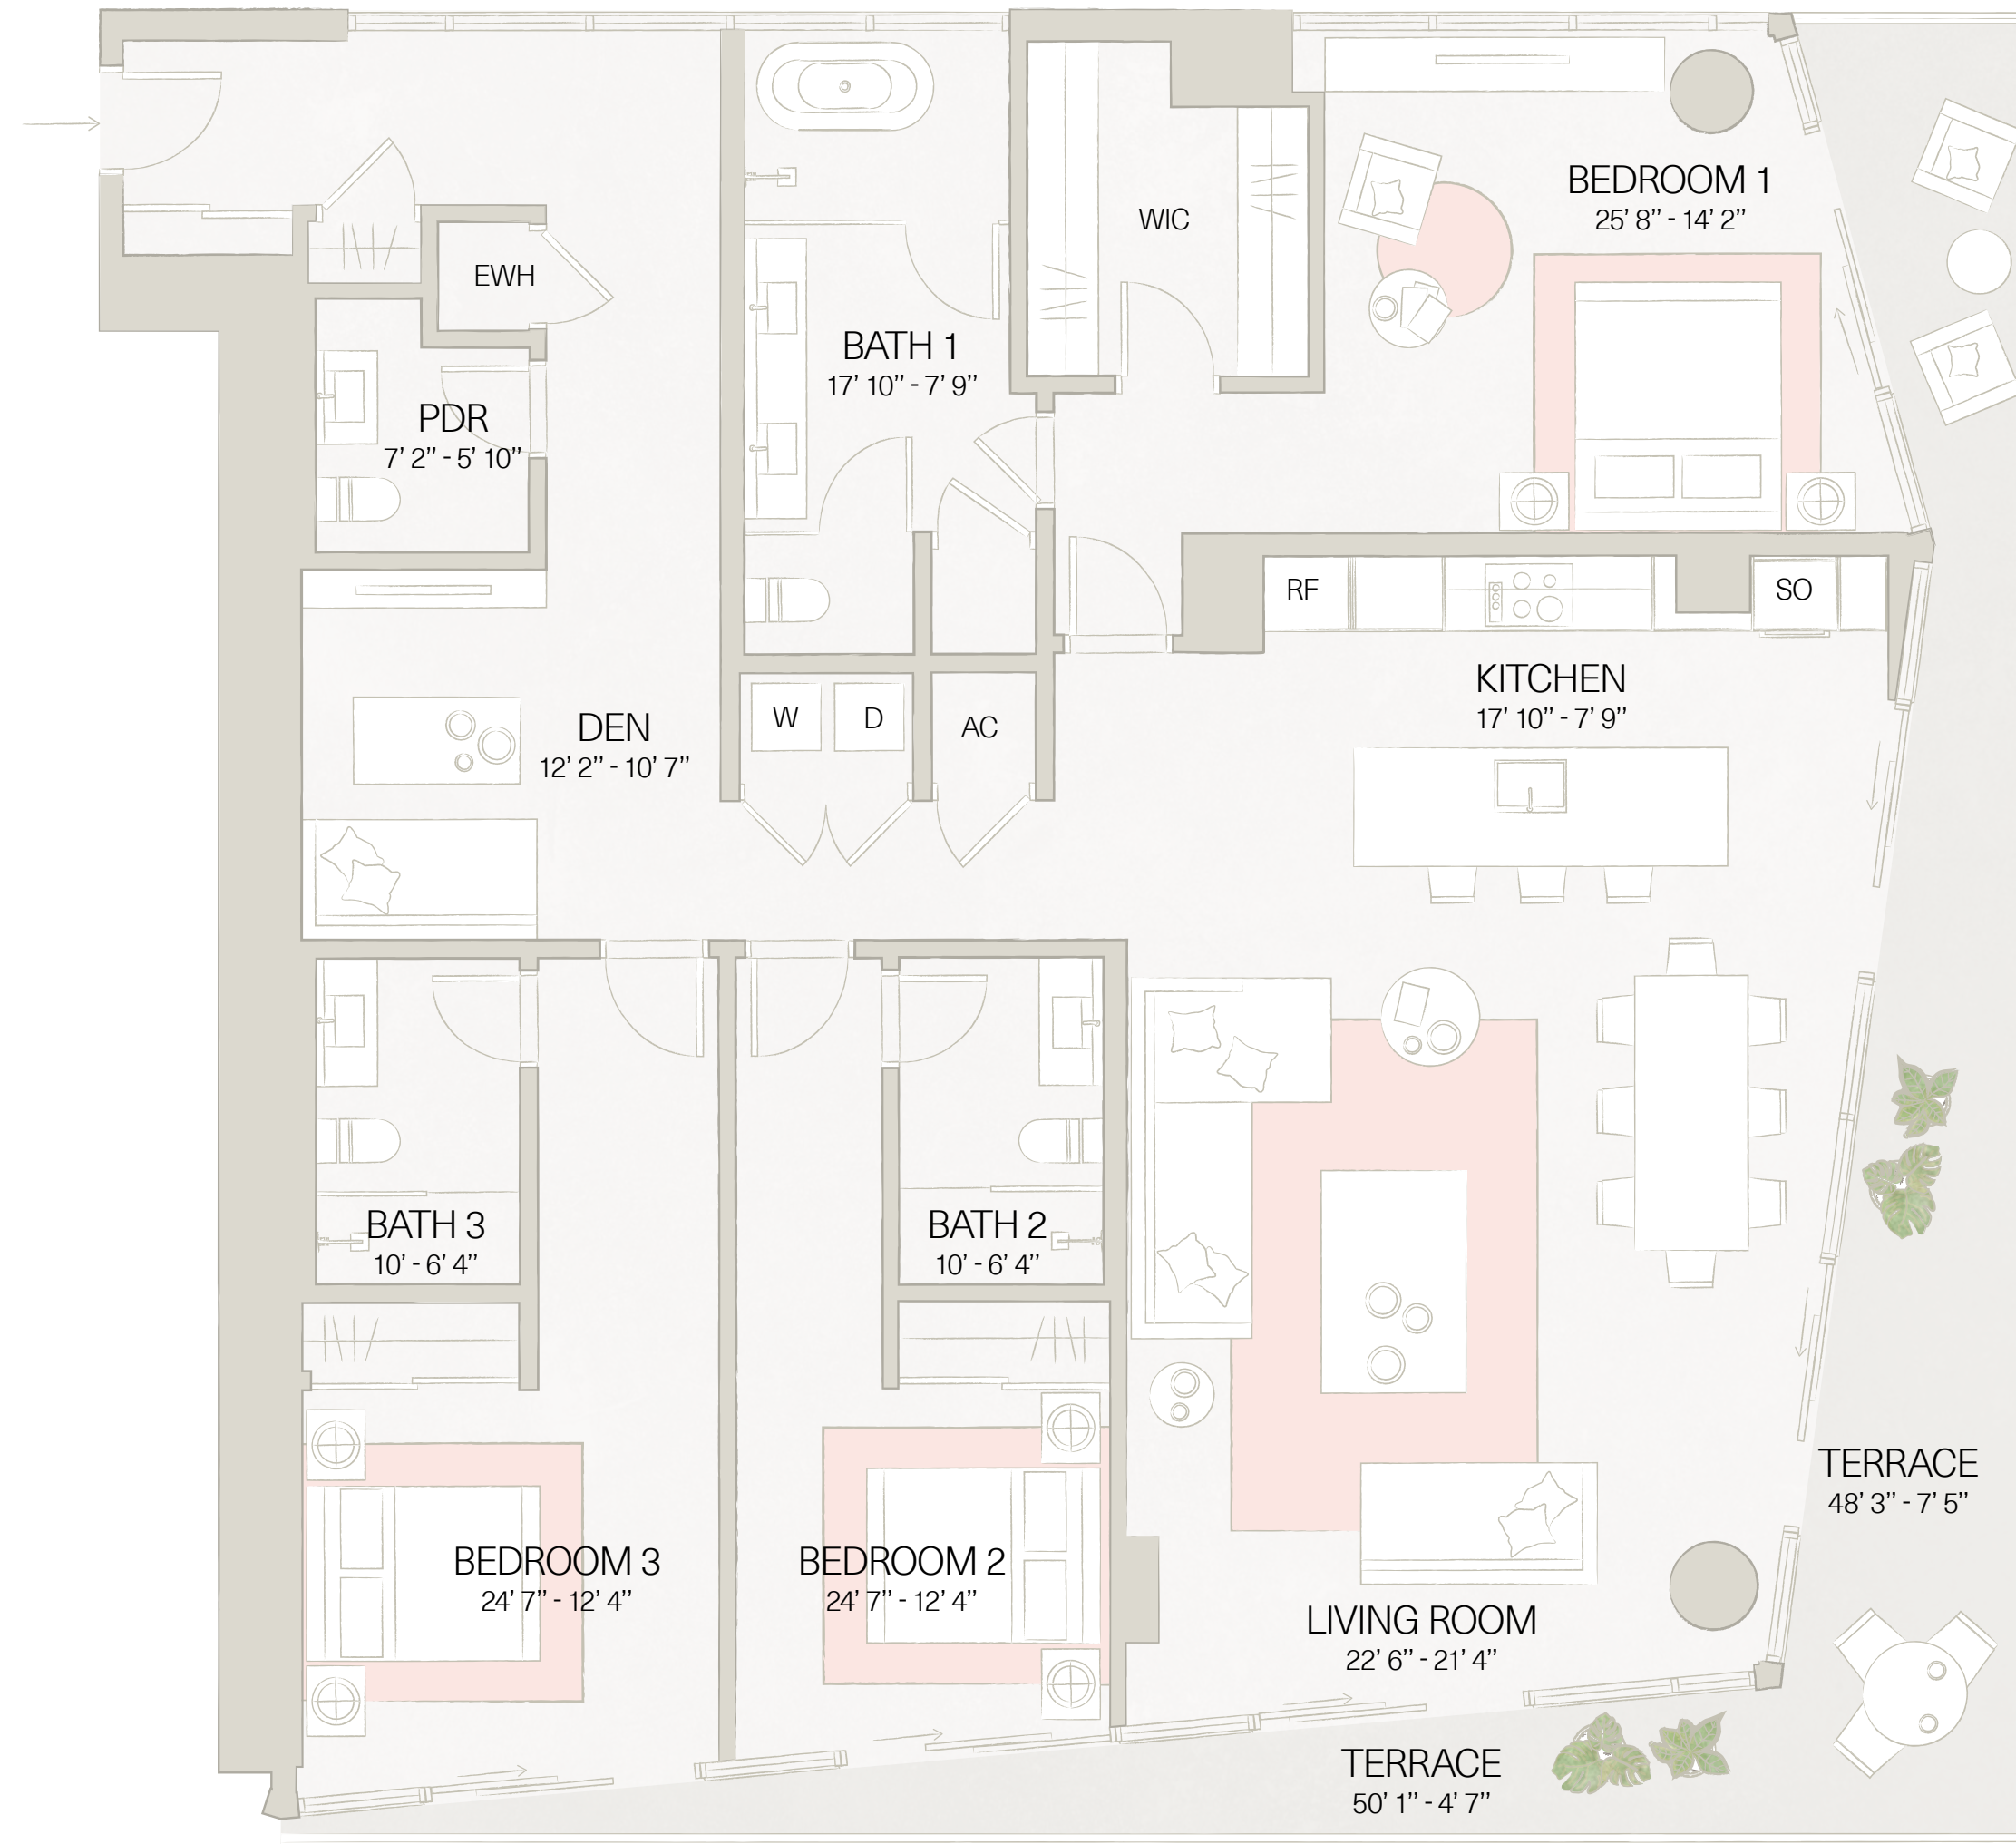 BEDROOM 1
25’ 8” - 14’ 2”
WIC
EWH
BATH 1
17’ 10” - 7’ 9”
PDR
7’ 2” - 5’ 10”
RF
SO
KITCHEN
17’ 10” - 7’ 9”
W
D
AC
DEN
12’ 2” - 10’ 7”
BATH 3
10’ - 6’ 4”
BATH 2
10’ - 6’ 4”
TERRACE
48’ 3” - 7’ 5”
BEDROOM 3
24’ 7” - 12’ 4”
BEDROOM 2
24’ 7” - 12’ 4”
LIVING ROOM
22’ 6” - 21’ 4”
TERRACE
50’ 1” - 4’ 7”